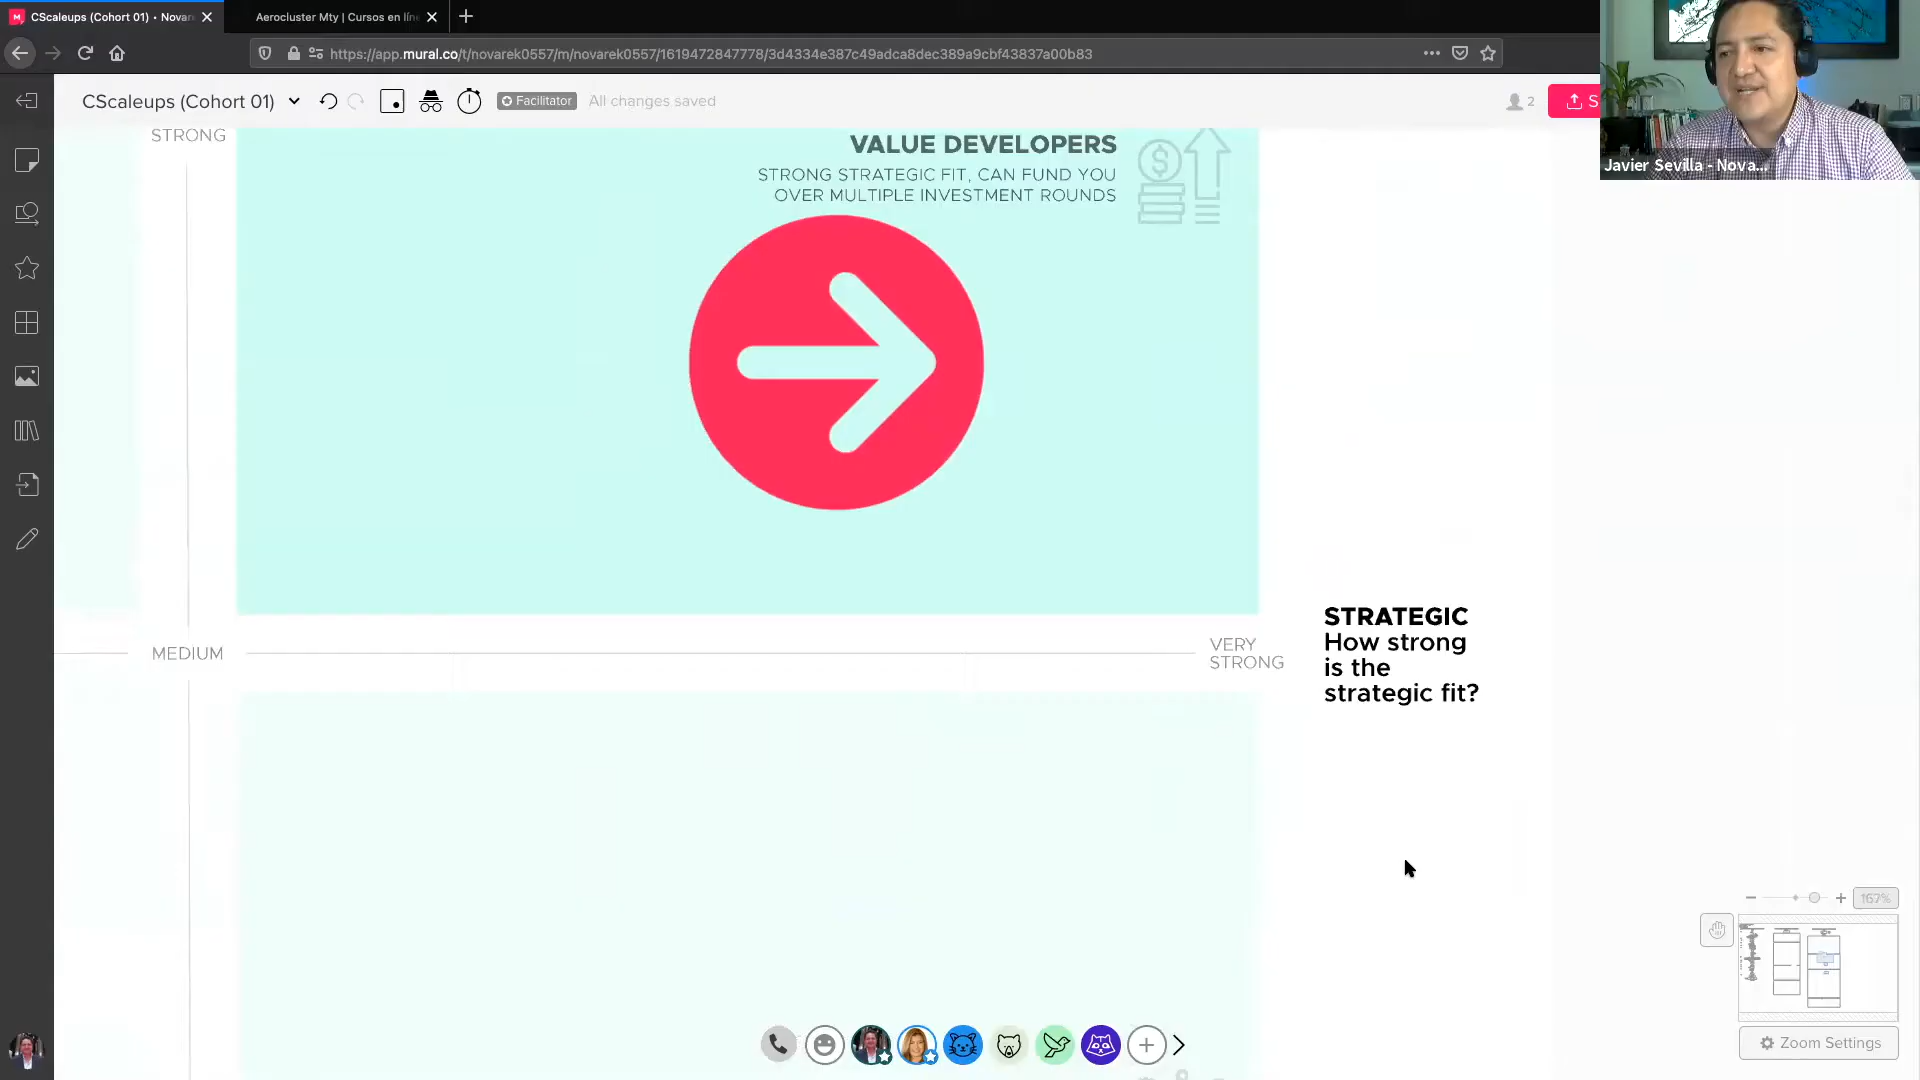 CScaleups (Cohort 01) • Novar
Aerocluster Mty | Cursos en lín
https://app.mural.co/t/novarek0557/m/novarek0557/1619472847778/3d4334e387c49adca8dec389a9cbf43837a00b83
CScaleups (Cohort 01)
Facilitator
All changes saved
2
S
Javier Sevilla - Nova...
STRONG
VALUE DEVELOPERS
STRONG STRATEGIC FIT, CAN FUND YOU
OVER MULTIPLE INVESTMENT ROUNDS
MEDIUM
VERY
STRONG
STRATEGIC
How strong
is the
strategic fit?
167%
Zoom Settings